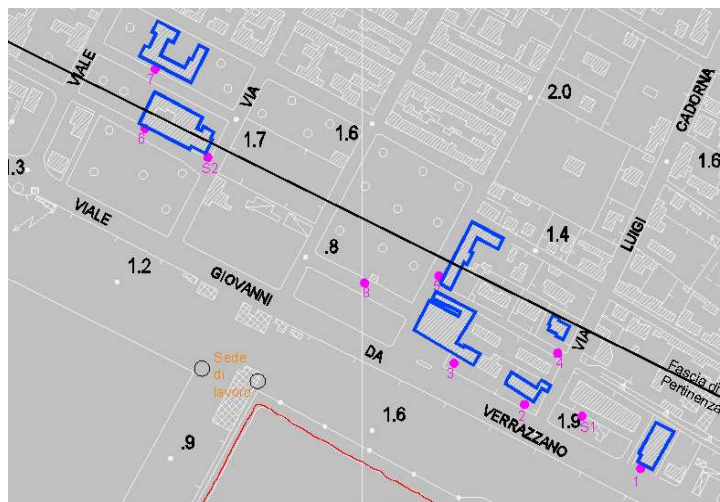 VIALE
CADORNA
7
VIA
2.0
6
1.7
1.6
1.6
S2
1.3
VIALE
LUIGI
1.4
.8
1.2
GIOVANNI
8
5
VIA
DA
Sede
di
lavoro
3
4
Fascia di
Pertinenza
2
VERRAZZANO
1.6
1.9
S1
.9
1